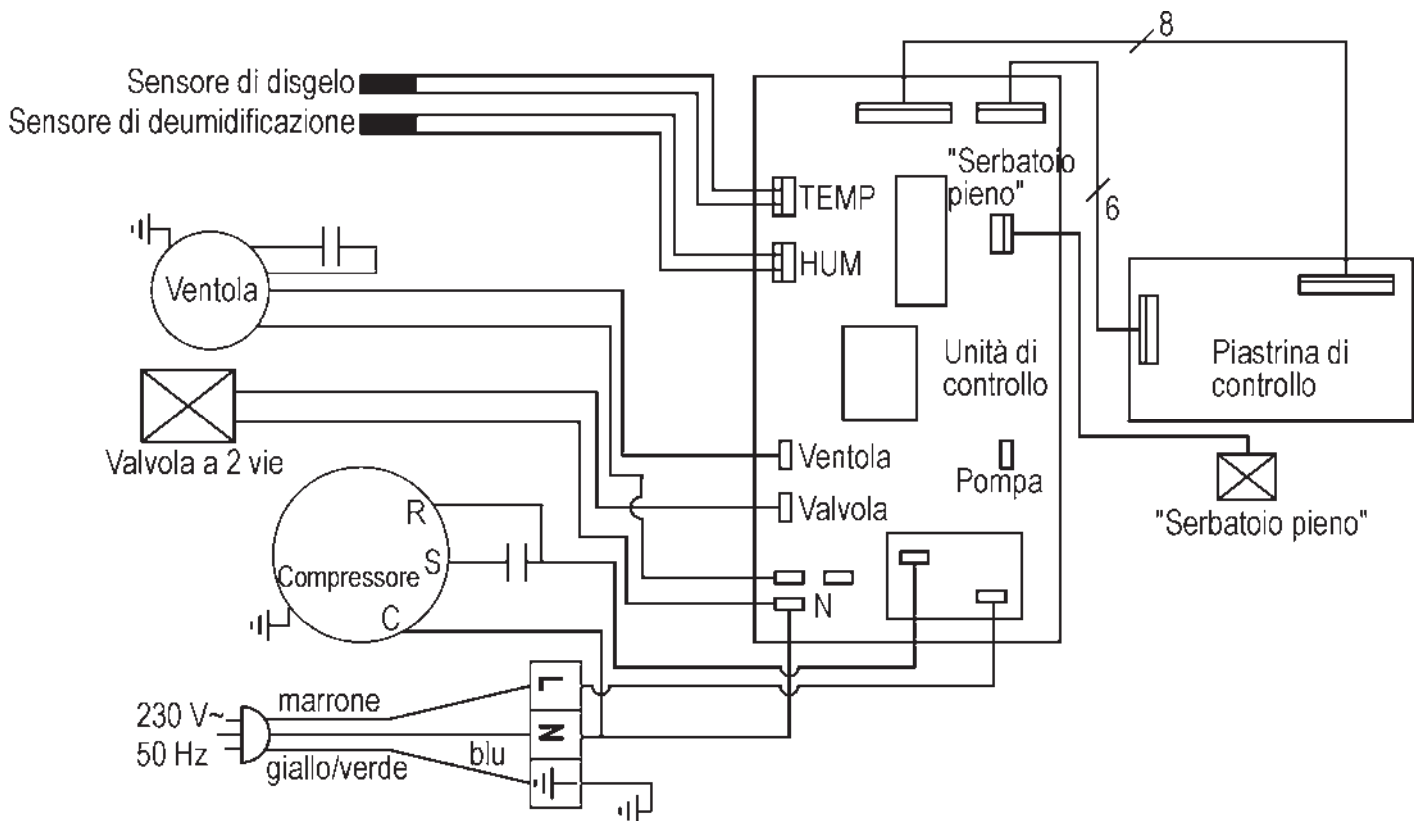 8
Sensore di disgelo
Sensore di deumidificazione
"Serbatoio
pieno"
TEMP
6
HUM
Ventola
Unità di
controllo
Piastrina di
controllo
Valvola a 2 vie
Ventola
Pompa
Valvola
"Serbatoio pieno"
R
S
Compressore
C
N
L
marrone
230 V~
N
50 Hz
giallo/verde
blu